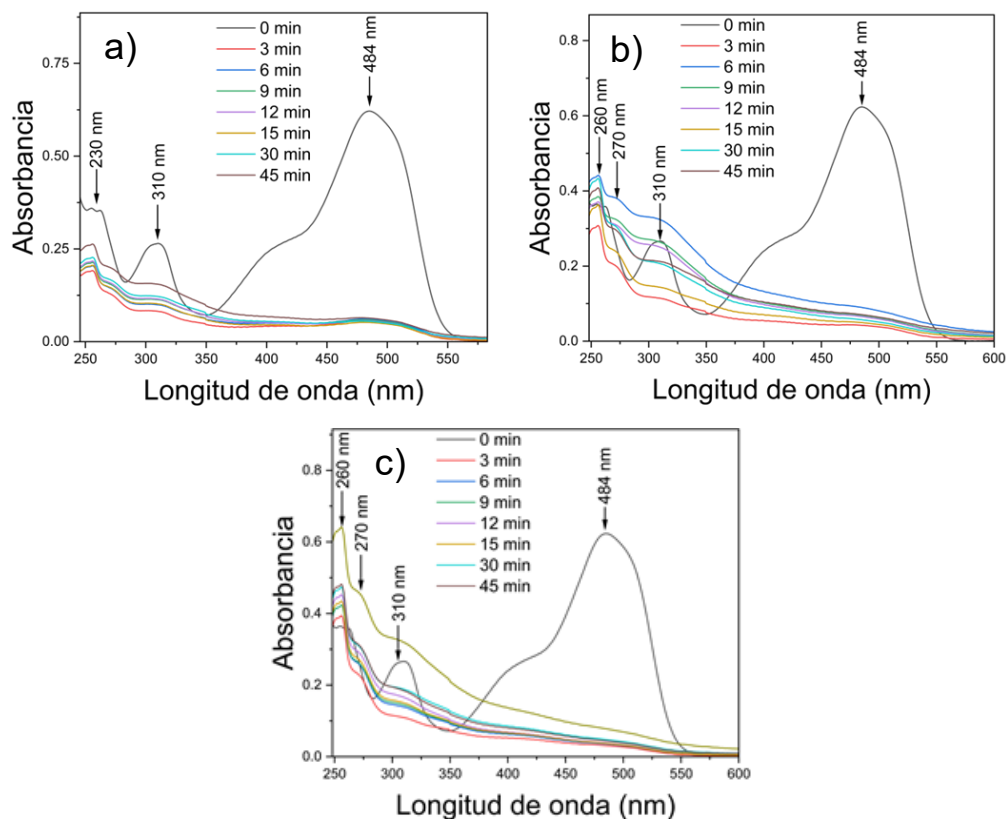 a)
0 min
3 min
6 min
9 min
12 min
15 min
30 min
45 min
230 nm
310 nm
484 nm
Absorbancia
0.75
0.50
0.25
0.00
250 300 350 400 450 500 550
Longitud de onda (nm)
b)
0 min
3 min
6 min
9 min
12 min
15 min
30 min
45 min
260 nm
270 nm
310 nm
484 nm
Absorbancia
0.8
0.6
0.4
0.2
0.0
250 300 350 400 450 500 550 600
Longitud de onda (nm)
c)
0 min
3 min
6 min
9 min
12 min
15 min
30 min
45 min
260 nm
270 nm
310 nm
484 nm
Absorbancia
0.8
0.6
0.4
0.2
0.0
250 300 350 400 450 500 550 600
Longitud de onda (nm)